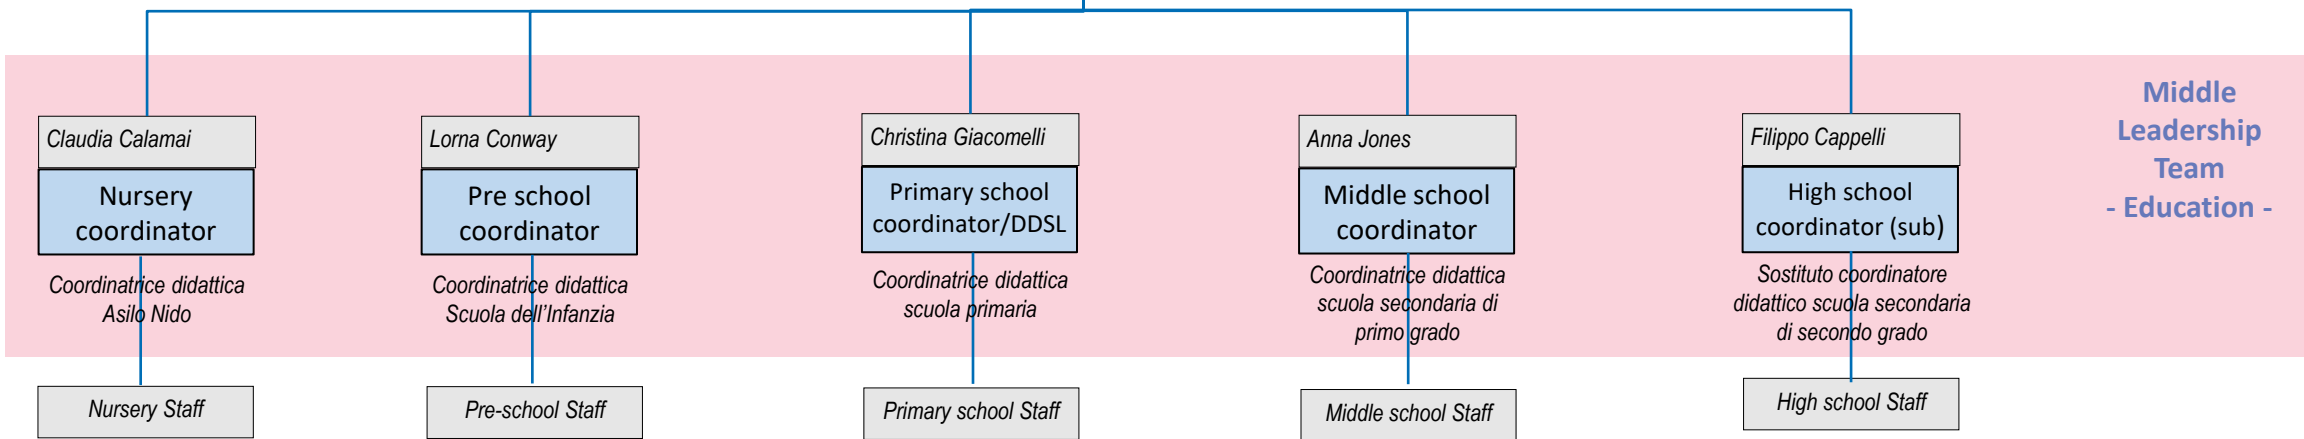 Claudia Calamai
Nursery
coordinator
Coordinatrice didattica
Asilo Nido
Nursery Staff
Lorna Conway
Pre school
coordinator
Coordinatrice didattica
Scuola dell'Infanzia
Pre-school Staff
Christina Giacomelli
Primary school
coordinator/DDSL
Coordinatrice didattica
scuola primaria
Primary school Staff
Anna Jones
Middle school
coordinator
Coordinatrice didattica
scuola secondaria di
primo grado
Middle school Staff
Filippo Cappelli
High school
coordinator (sub)
Sostituto coordinatore
didattico scuola secondaria
di secondo grado
High school Staff
Middle
Leadership
Team
- Education -